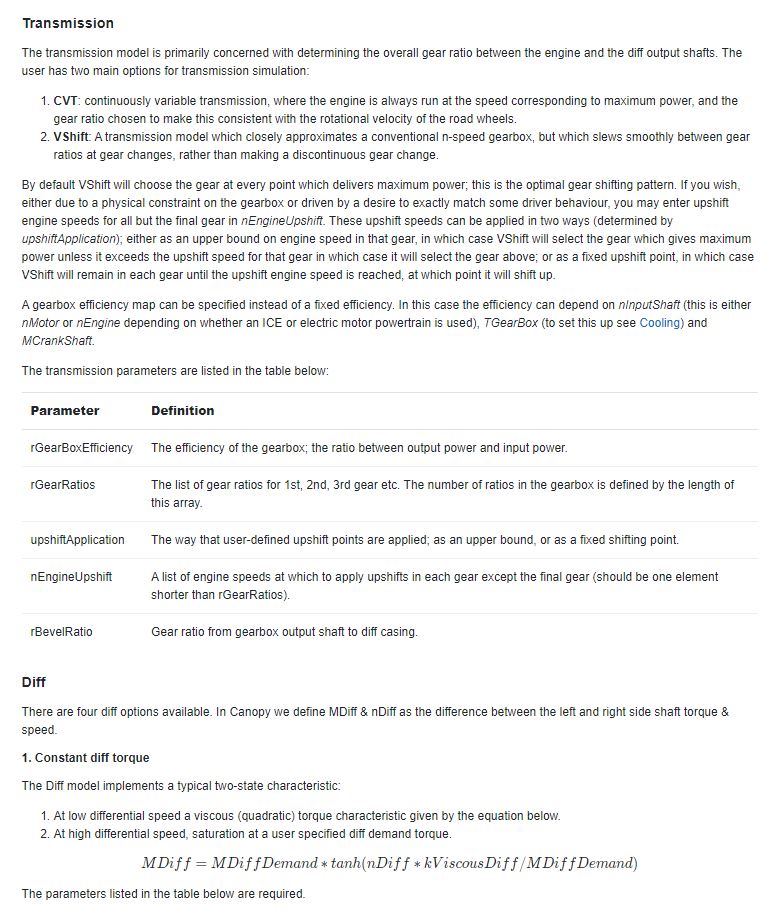 Transmission
The transmission model is primarily concerned with determining the overall gear ratio between the engine and the diff output shafts. The
user has two main options for transmission simulation:
1. CVT: continuously variable transmission, where the engine is always run at the speed corresponding to maximum power, and the
gear ratio chosen to make this consistent with the rotational velocity of the road wheels.
2. VShift: A transmission model which closely approximates a conventional n-speed gearbox, but which slews smoothly between gear
ratios at gear changes, rather than making a discontinuous gear change.
By default VShift will choose the gear at every point which delivers maximum power; this is the optimal gear shifting pattern. If you wish,
either due to a physical constraint on the gearbox or driven by a desire to exactly match some driver behaviour, you may enter upshift
engine speeds for all but the final gear in nEngineUpshift. These upshift speeds can be applied in two ways (determined by
upshiftApplication); either as an upper bound on engine speed in that gear, in which case VShift will select the gear which gives maximum
power unless it exceeds the upshift speed for that gear in which case it will select the gear above; or as a fixed upshift point, in which case
VShift will remain in each gear until the upshift engine speed is reached, at which point it will shift up.
A gearbox efficiency map can be specified instead of a fixed efficiency. In this case the efficiency can depend on nInputShaft (this is either
nMotor or nEngine depending on whether an ICE or electric motor powertrain is used), TGearBox (to set this up see Cooling) and
MCrankShaft.
The transmission parameters are listed in the table below:
Parameter Definition
rGearBoxEfficiency The efficiency of the gearbox; the ratio between output power and input power.
rGearRatios The list of gear ratios for 1st, 2nd, 3rd gear etc. The number of ratios in the gearbox is defined by the length of
this array.
upshiftApplication The way that user-defined upshift points are applied; as an upper bound, or as a fixed shifting point.
nEngineUpshift A list of engine speeds at which to apply upshifts in each gear except the final gear (should be one element
shorter than rGearRatios).
rBevelRatio Gear ratio from gearbox output shaft to diff casing.
Diff
There are four diff options available. In Canopy we define MDiff & nDiff as the difference between the left and right side shaft torque &
speed.
1. Constant diff torque
The Diff model implements a typical two-state characteristic:
1. At low differential speed a viscous (quadratic) torque characteristic given by the equation below.
2. At high differential speed, saturation at a user specified diff demand torque.
MDiff = MDiffDemand * tanh(nDiff * kViscousDiff/MDiffDemand)
The parameters listed in the table below are required.